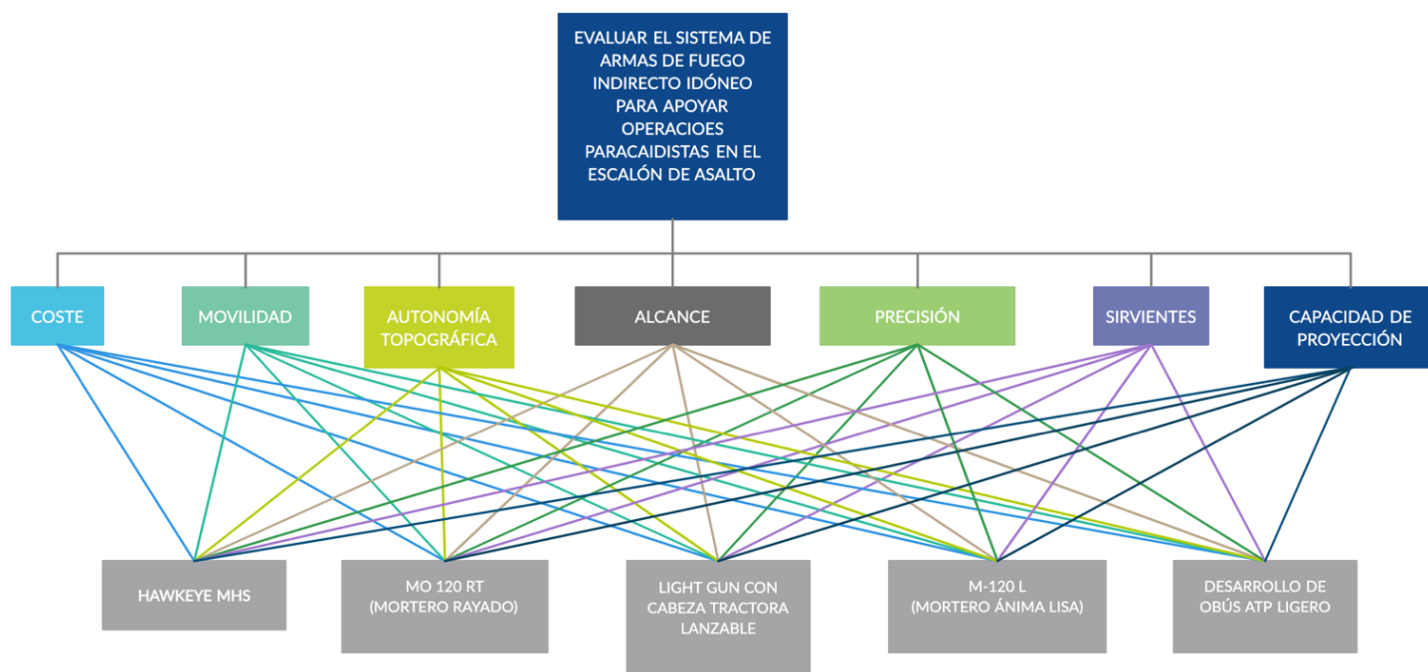 EVALUAR EL SISTEMA DE
ARMAS DE FUEGO
INDIRECTO IDÓNEO
PARA APOYAR
OPERACIOES
PARACAIDISTAS EN EL
ESCALÓN DE ASALTO
COSTE
MOVILIDAD
AUTONOMÍA
TOPOGRÁFICA
ALCANCE
PRECISIÓN
SIRVIENTES
CAPACIDAD DE
PROYECCIÓN
HAWKEYE MHS
MO 120 RT
(MORTERO RAYADO)
LIGHT GUN CON
CABEZA TRACTORA
LANZABLE
M-120 L
(MORTERO ÁNIMA LISA)
DESARROLLO DE
OBÚS ATP LIGERO